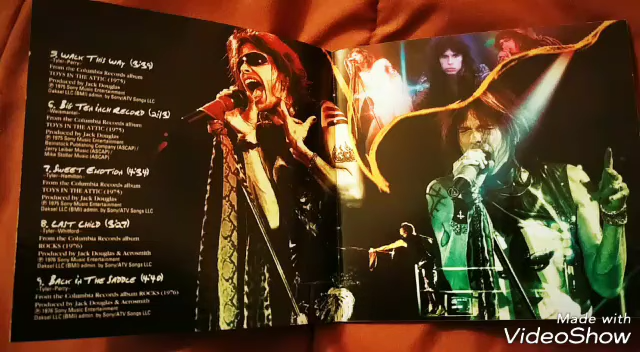 5. WALK THIS WAY (3:34)
-Tyler-Perry-
From the Columbia Records album
TOYS IN THE ATTIC (1975)
Produced by Jack Douglas
℗ 1975 Sony Music Entertainment
Daksel LLC (BMI) admin. by Sony/ATV Songs LLC
6. BIG TEN INCH RECORD (2:13)
-Weismantel-
From the Columbia Records album
TOYS IN THE ATTIC (1975)
Produced by Jack Douglas
℗ 1975 Sony Music Entertainment
Beinstock Publishing Company (ASCAP) /
Jerry Leiber Music (ASCAP) /
Mike Stoller Music (ASCAP)
7. SWEET EMOTION (4:34)
-Tyler-Hamilton-
From the Columbia Records album
TOYS IN THE ATTIC (1975)
Produced by Jack Douglas
℗ 1975 Sony Music Entertainment
Daksel LLC (BMI) admin. by Sony/ATV Songs LLC
8. LAST CHILD (3:27)
-Tyler-Whitford-
From the Columbia Records album
ROCKS (1976)
Produced by Jack Douglas & Aerosmith
℗ 1976 Sony Music Entertainment
Daksel LLC (BMI) admin. by Sony/ATV Songs LLC
9. BACK IN THE SADDLE (4:40)
-Tyler-Perry-
From the Columbia Records album ROCKS (1976)
Produced by Jack Douglas & Aerosmith
℗ 1976 Sony Music Entertainment
Daksel LLC (BMI) admin. by Sony/ATV Songs LLC
Made with
VideoShow